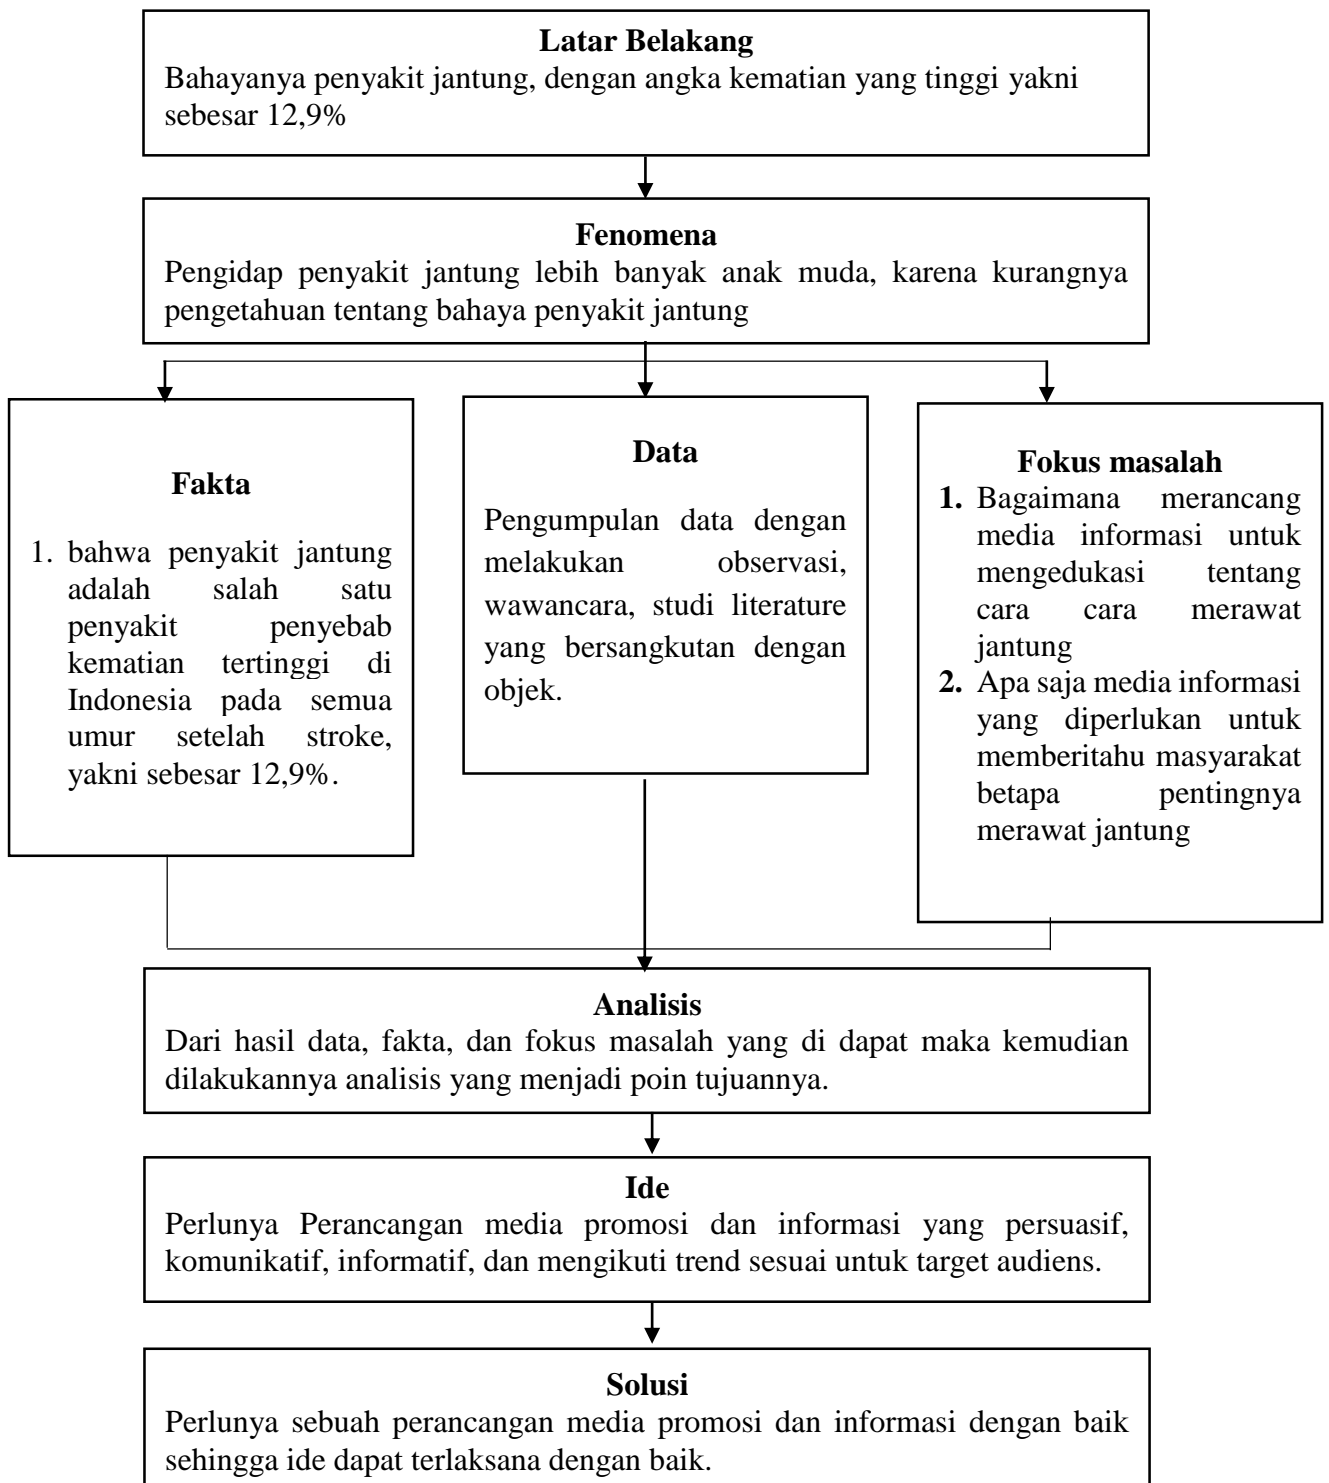 Latar Belakang
Bahayanya penyakit jantung, dengan angka kematian yang tinggi yakni
sebesar 12,9%
Fenomena
Pengidap penyakit jantung lebih banyak anak muda, karena kurangnya
pengetahuan tentang bahaya penyakit jantung
Fakta
1. bahwa penyakit jantung
adalah salah satu
penyakit penyebab
kematian tertinggi di
Indonesia pada semua
umur setelah stroke,
yakni sebesar 12,9%.
Data
Pengumpulan data dengan
melakukan observasi,
wawancara, studi literature
yang bersangkutan dengan
objek.
Fokus masalah
1. Bagaimana merancang
media informasi untuk
mengedukasi tentang
cara cara merawat
jantung
2. Apa saja media informasi
yang diperlukan untuk
memberitahu masyarakat
betapa pentingnya
merawat jantung
Analisis
Dari hasil data, fakta, dan fokus masalah yang di dapat maka kemudian
dilakukannya analisis yang menjadi poin tujuannya.
Ide
Perlunya Perancangan media promosi dan informasi yang persuasif,
komunikatif, informatif, dan mengikuti trend sesuai untuk target audiens.
Solusi
Perlunya sebuah perancangan media promosi dan informasi dengan baik
sehingga ide dapat terlaksana dengan baik.